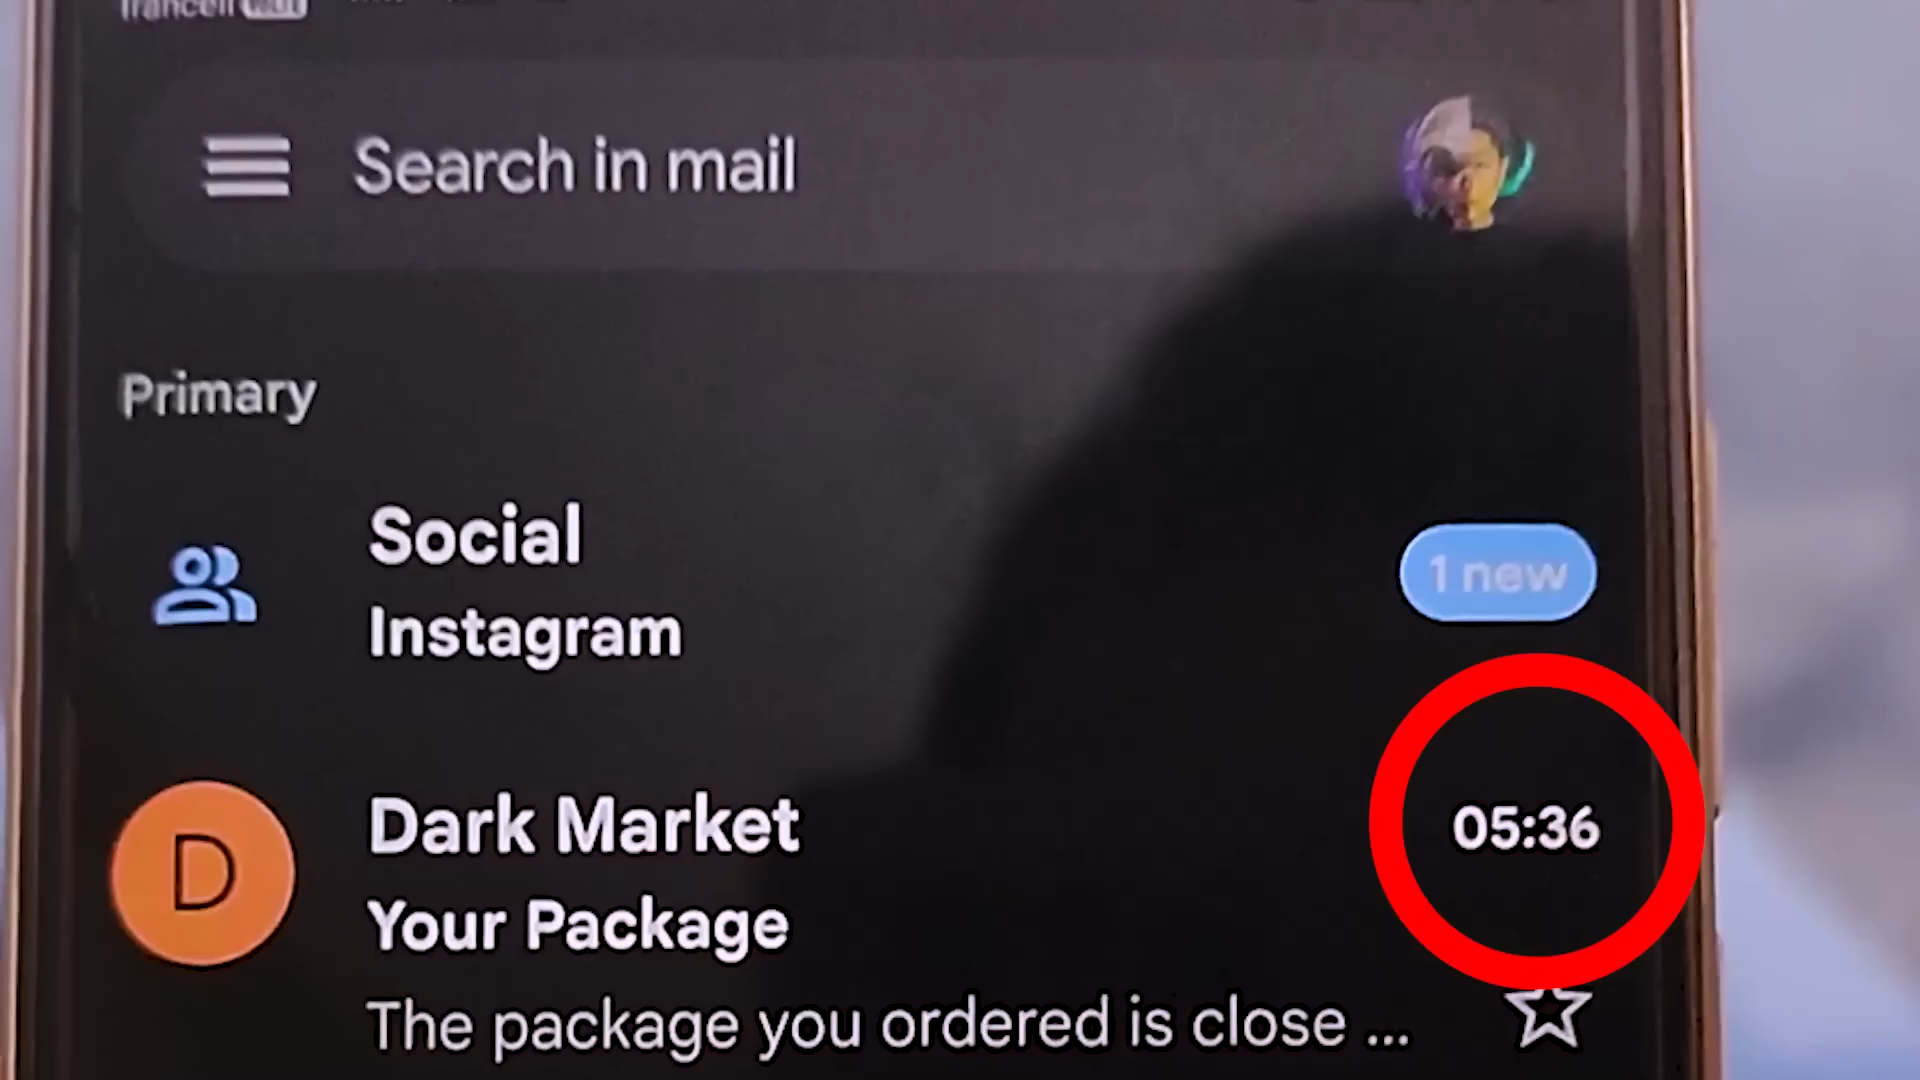 Search in mail
Primary
Social
1 new
Instagram
D
Dark Market
05:36
Your Package
The package you ordered is close ...